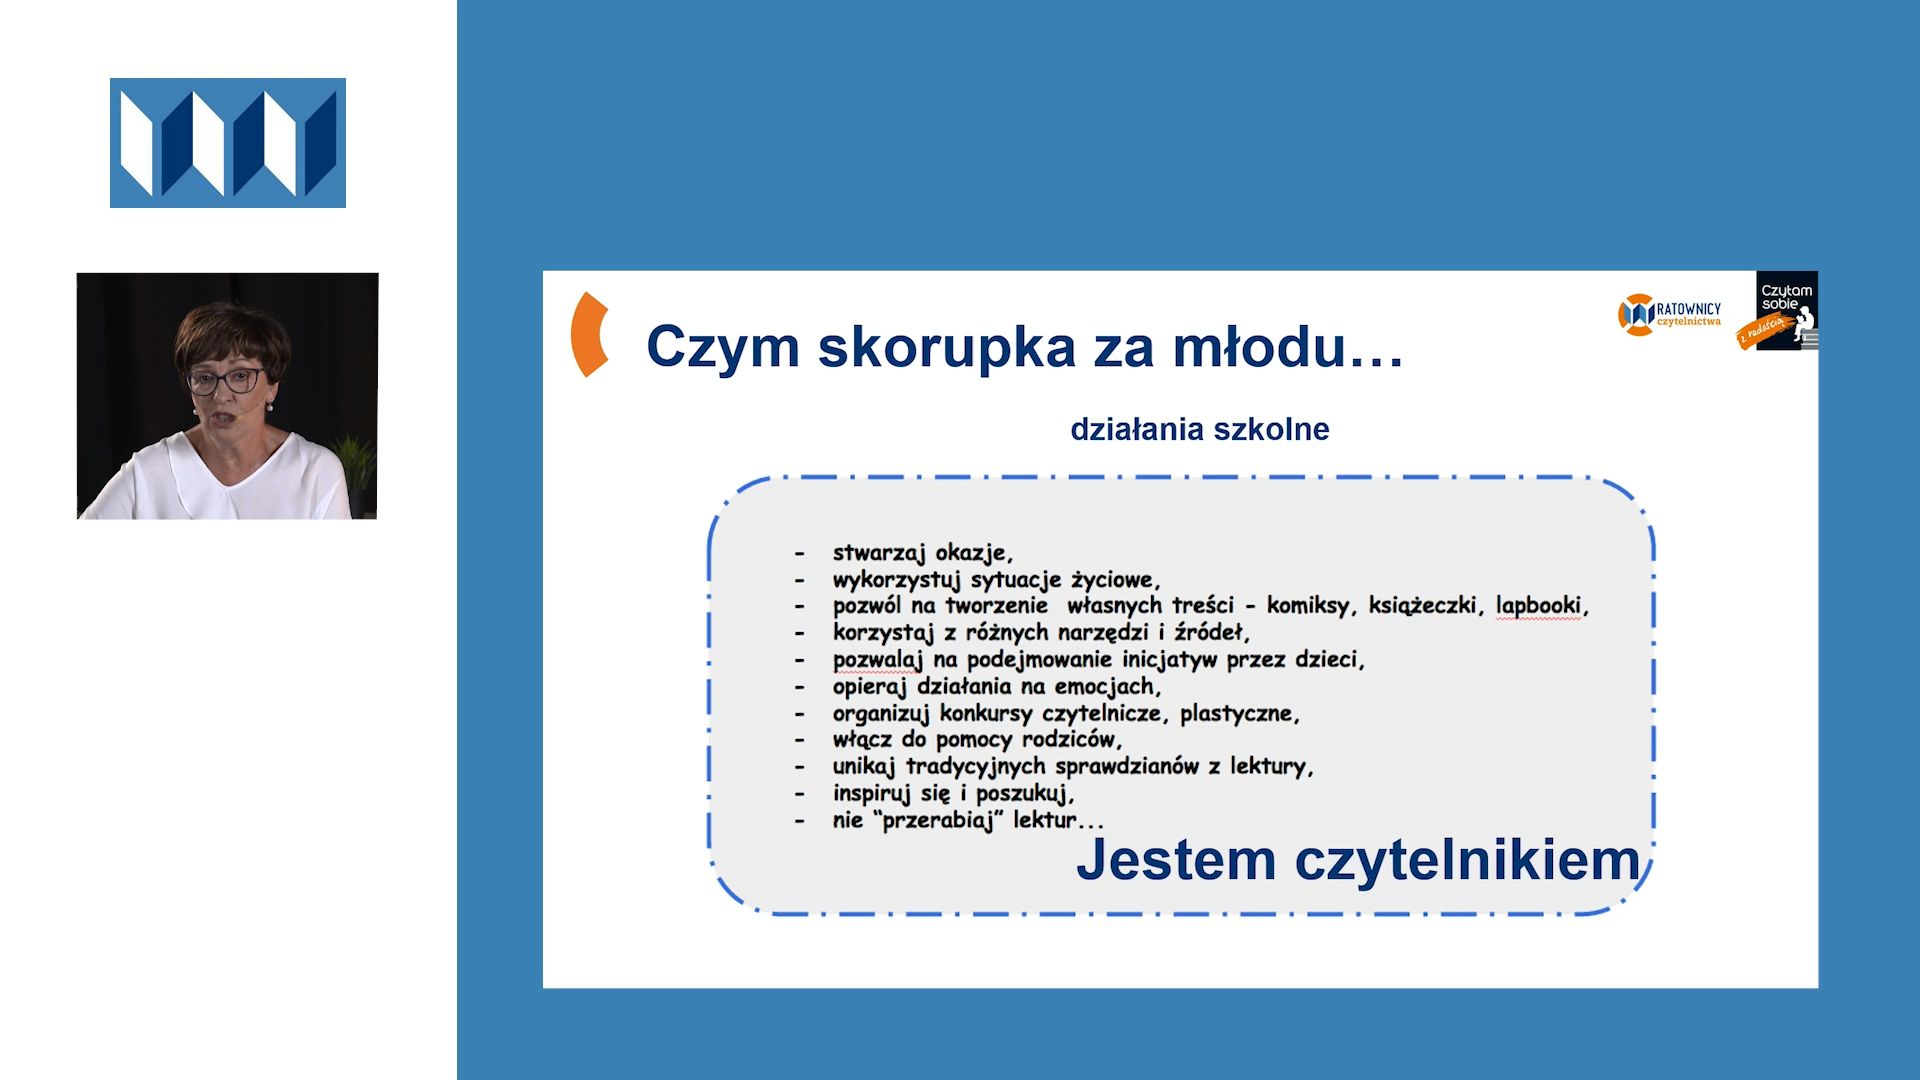 Czym skorupka za młodu…
RATOWNICY
czytelnictwa
Czytam
sobie
z radością
działania szkolne
- stwarzaj okazje,
- wykorzystuj sytuacje życiowe,
- pozwól na tworzenie własnych treści - komiksy, książeczki, lapbooki,
- korzystaj z różnych narzędzi i źródeł,
- pozwalaj na podejmowanie inicjatyw przez dzieci,
- opieraj działania na emocjach,
- organizuj konkursy czytelnicze, plastyczne,
- włącz do pomocy rodziców,
- unikaj tradycyjnych sprawdzianów z lektury,
- inspiruj się i poszukuj,
- nie “przerabiaj” lektur...
Jestem czytelnikiem